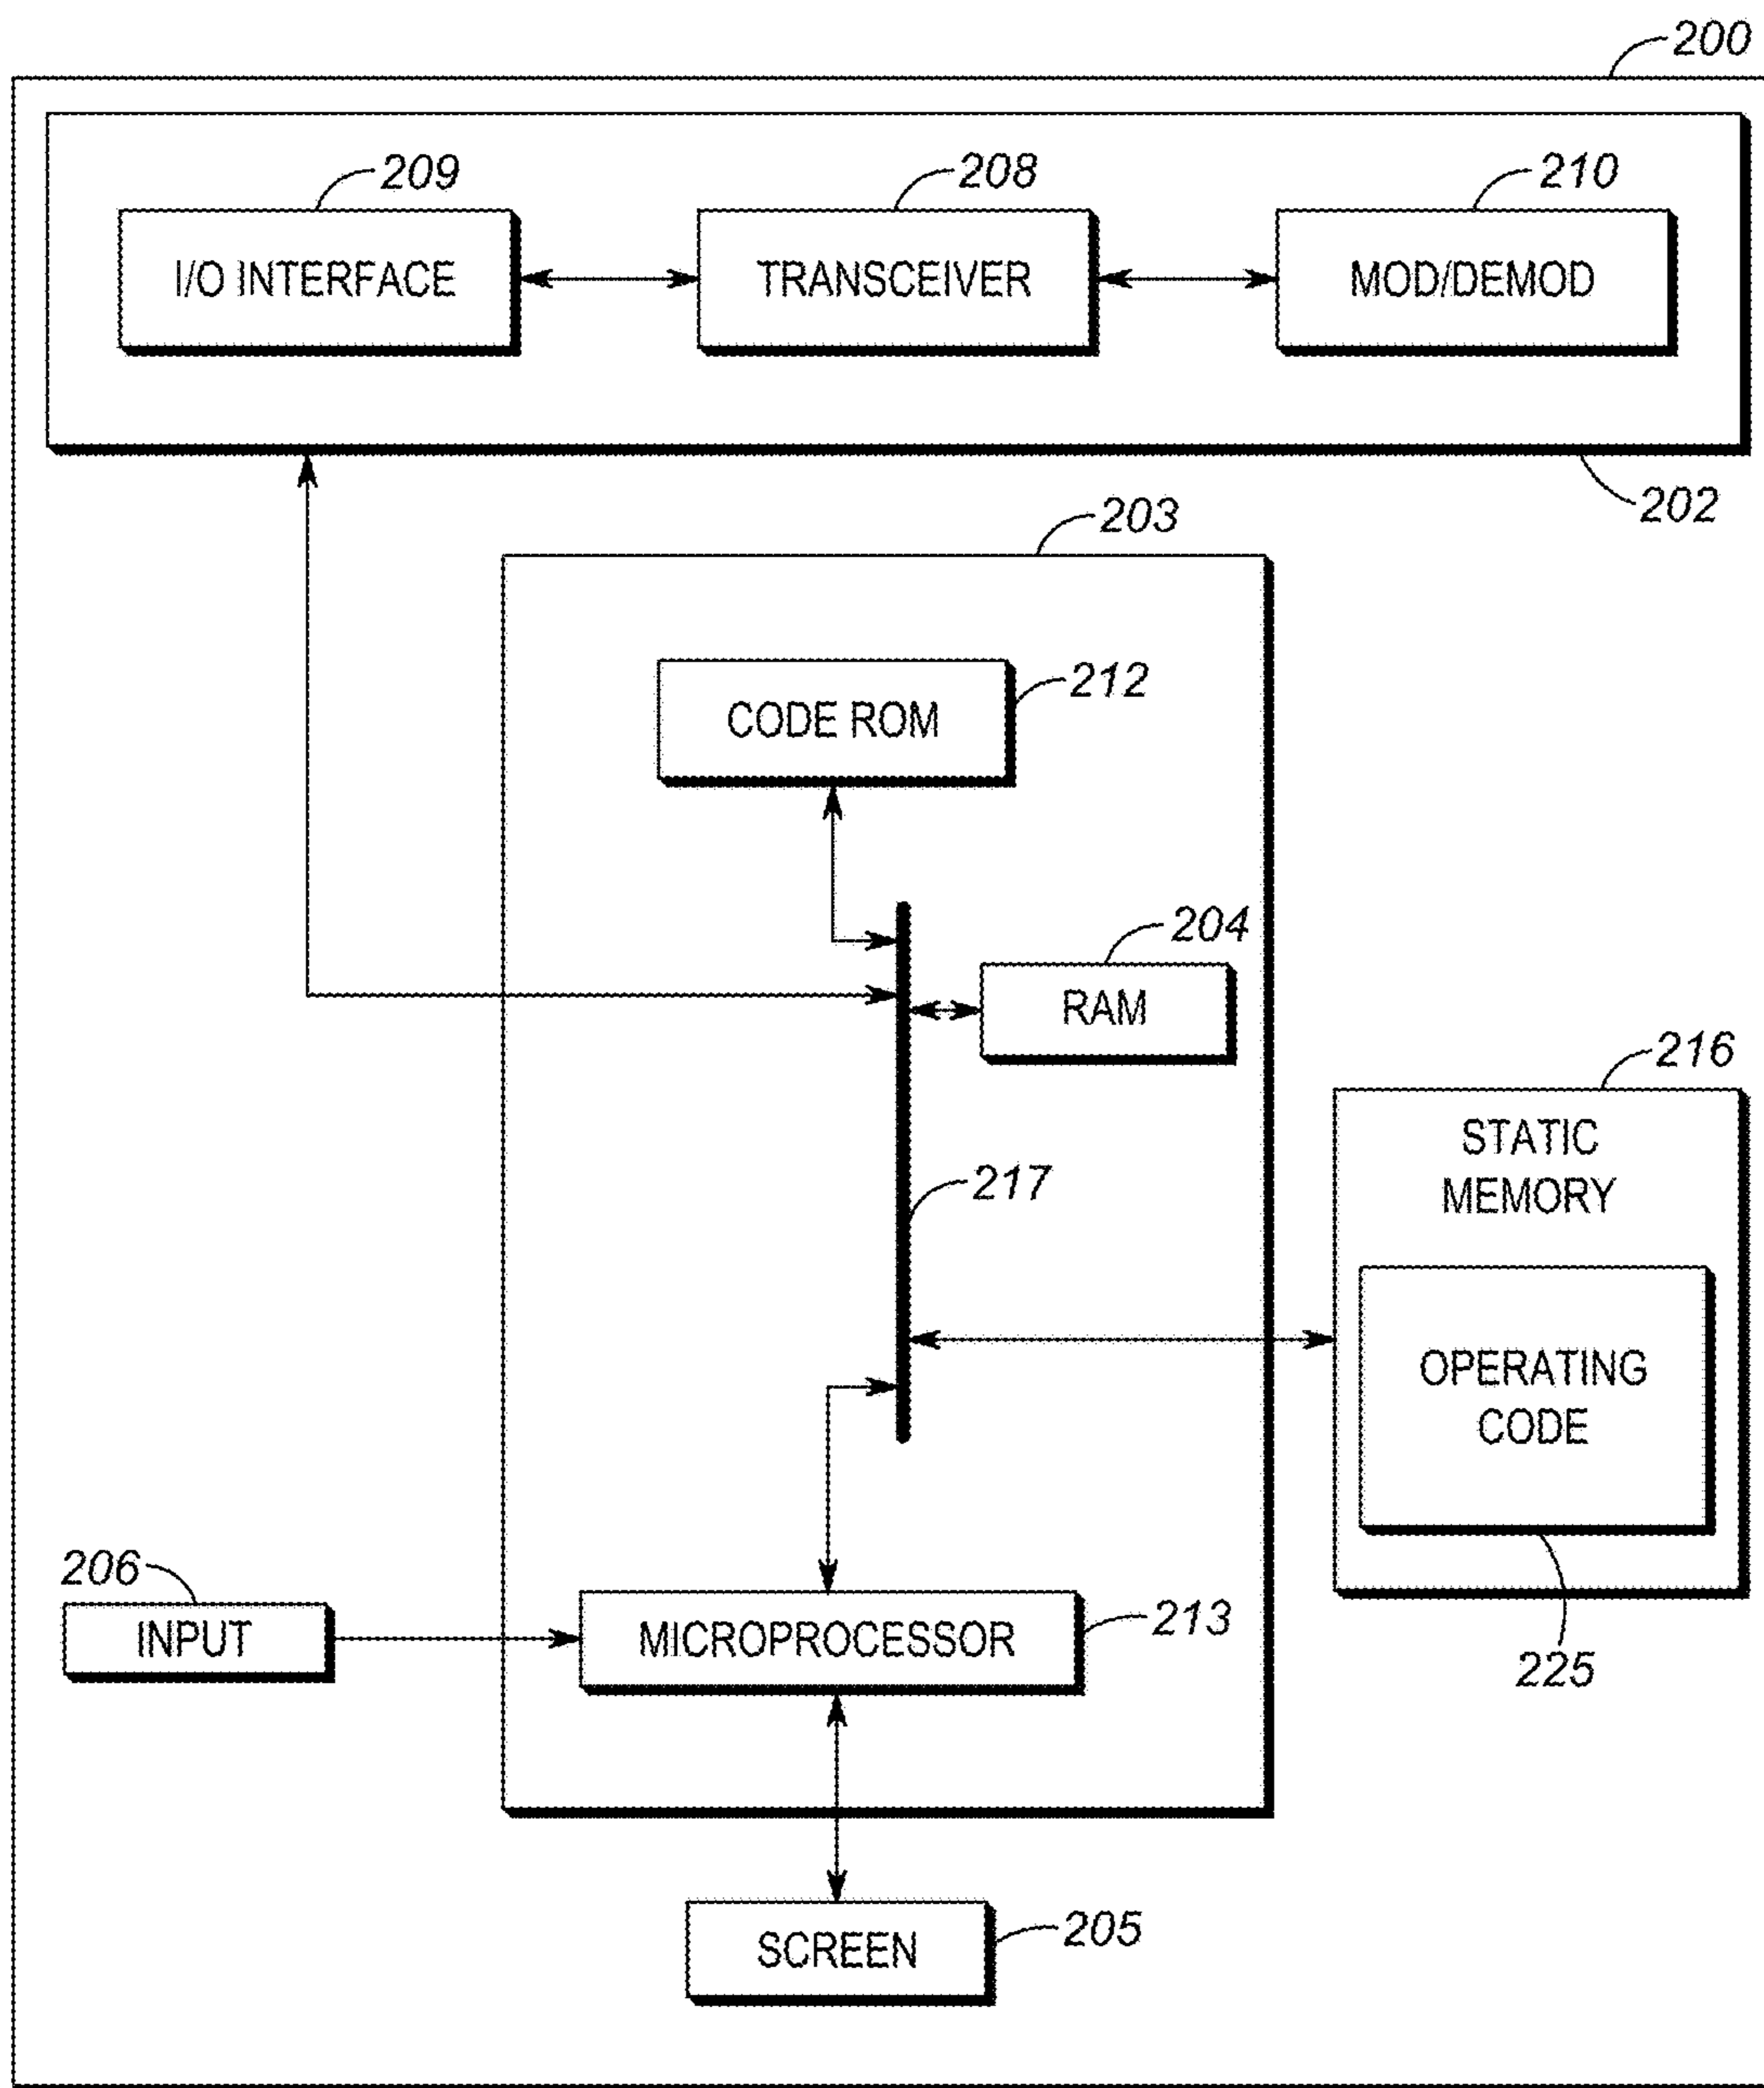 200
209
208
210
I/O INTERFACE
TRANSCEIVER
MOD/DEMOD
202
203
212
CODE ROM
204
RAM
216
STATIC
MEMORY
217
OPERATING
CODE
206
INPUT
MICROPROCESSOR
213
225
205
SCREEN